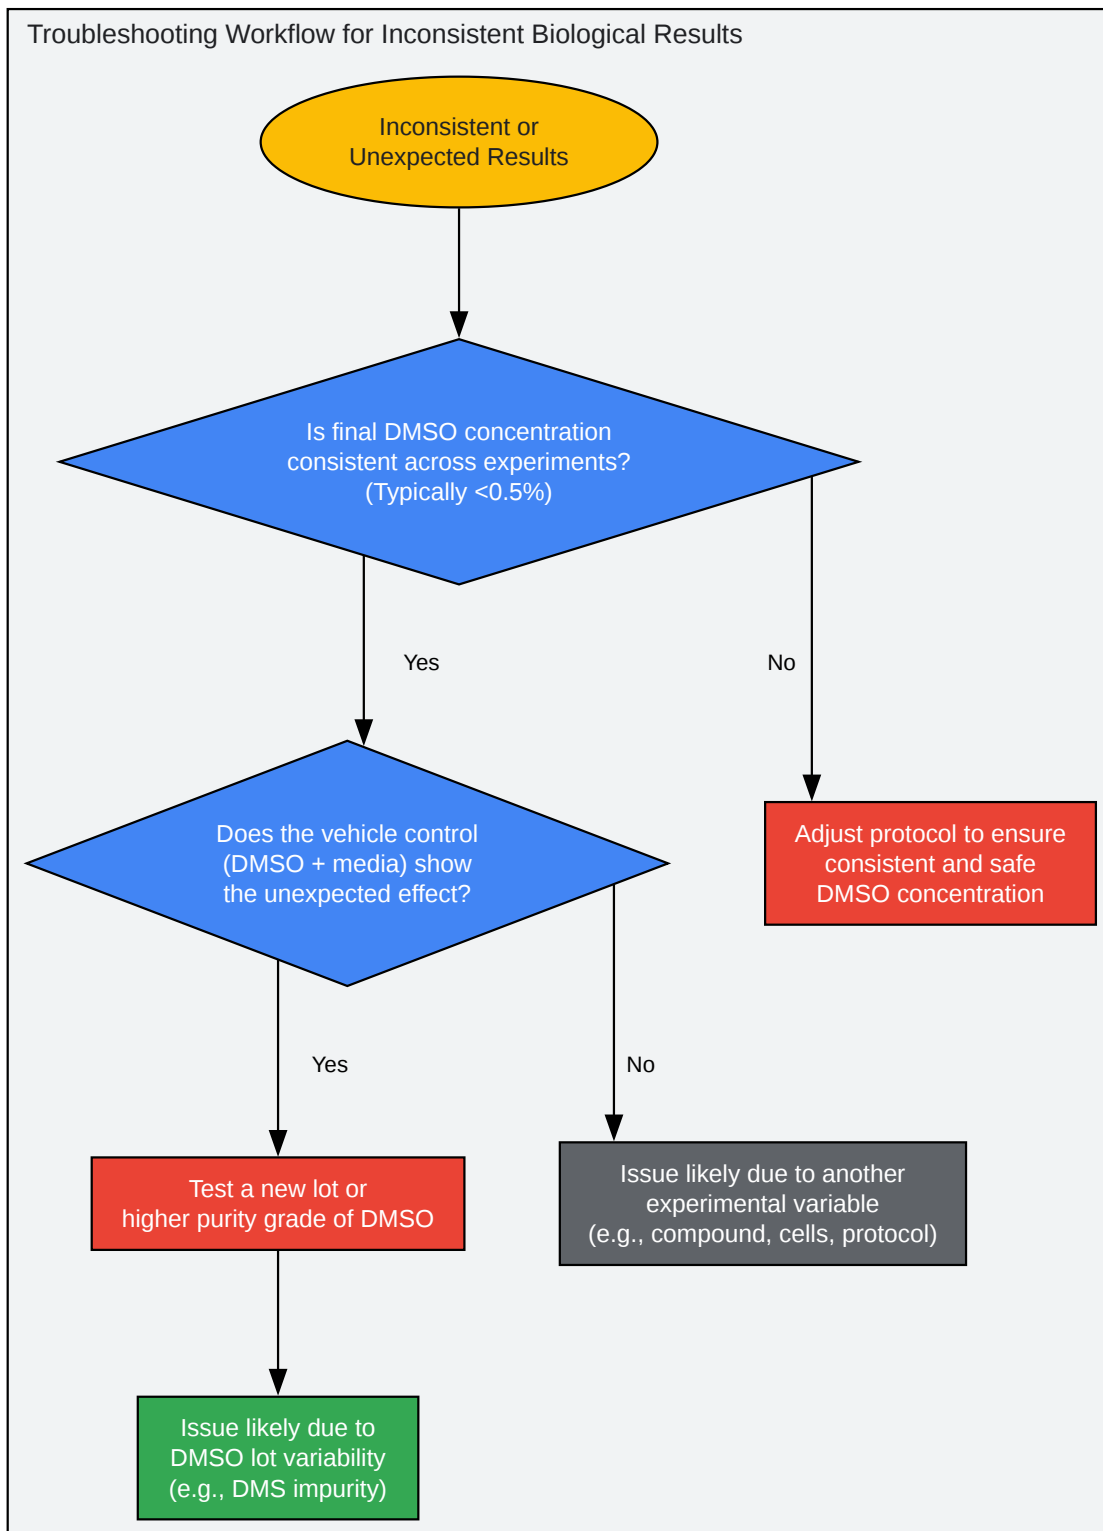 Troubleshooting Workflow for Inconsistent Biological Results
Inconsistent or
Unexpected Results
Is final DMSO concentration
consistent across experiments?
(Typically <0.5%)
Yes
No
Does the vehicle control
(DMSO + media) show
the unexpected effect?
Adjust protocol to ensure
consistent and safe
DMSO concentration
Yes
No
Test a new lot or
higher purity grade of DMSO
Issue likely due to another
experimental variable
(e.g., compound, cells, protocol)
Issue likely due to
DMSO lot variability
(e.g., DMS impurity)